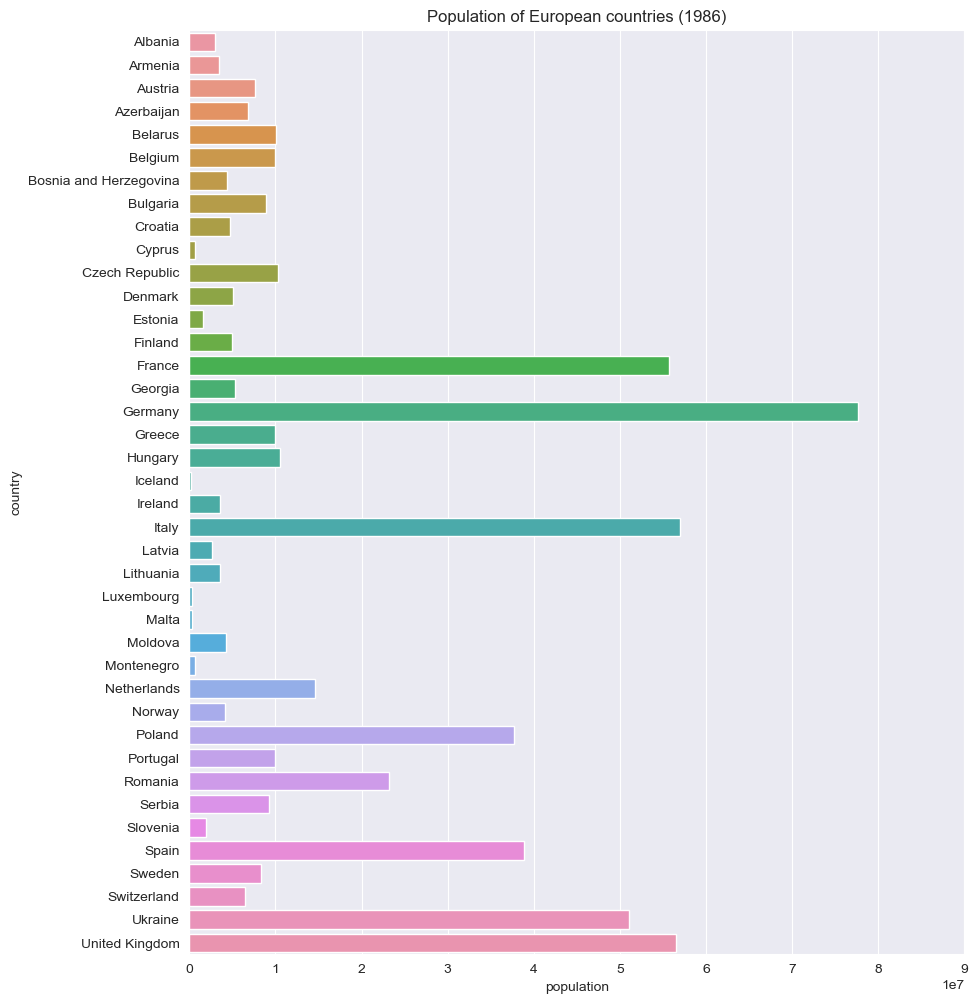 Population of European countries (1986)
Albania
Armenia
Austria
Azerbaijan
Belarus
Belgium
Bosnia and Herzegovina
Bulgaria
Croatia
Cyprus
Czech Republic
Denmark
Estonia
Finland
France
Georgia
Germany
Greece
Hungary
Iceland
Ireland
Italy
Latvia
Lithuania
Luxembourg
Malta
Moldova
Montenegro
Netherlands
Norway
Poland
Portugal
Romania
Serbia
Slovenia
Spain
Sweden
Switzerland
Ukraine
United Kingdom
country
0 1 2 3 4 5 6 7 8 9
1e7
population